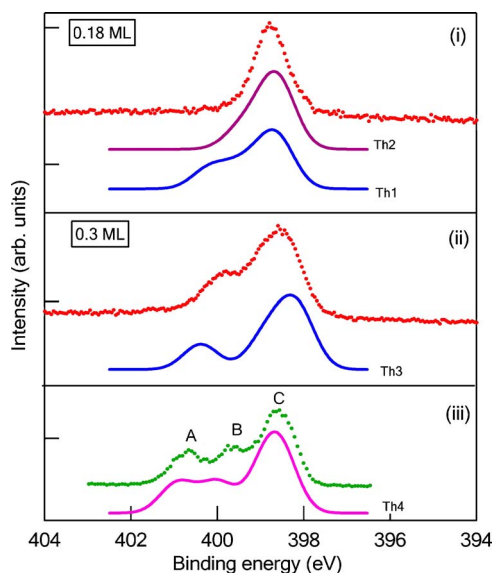 0.18 ML
(i)
Th2
Th1
0.3 ML
(ii)
Th3
(iii)
A
B
C
Th4
Intensity (arb. units)
404 402 400 398 396 394
Binding energy (eV)